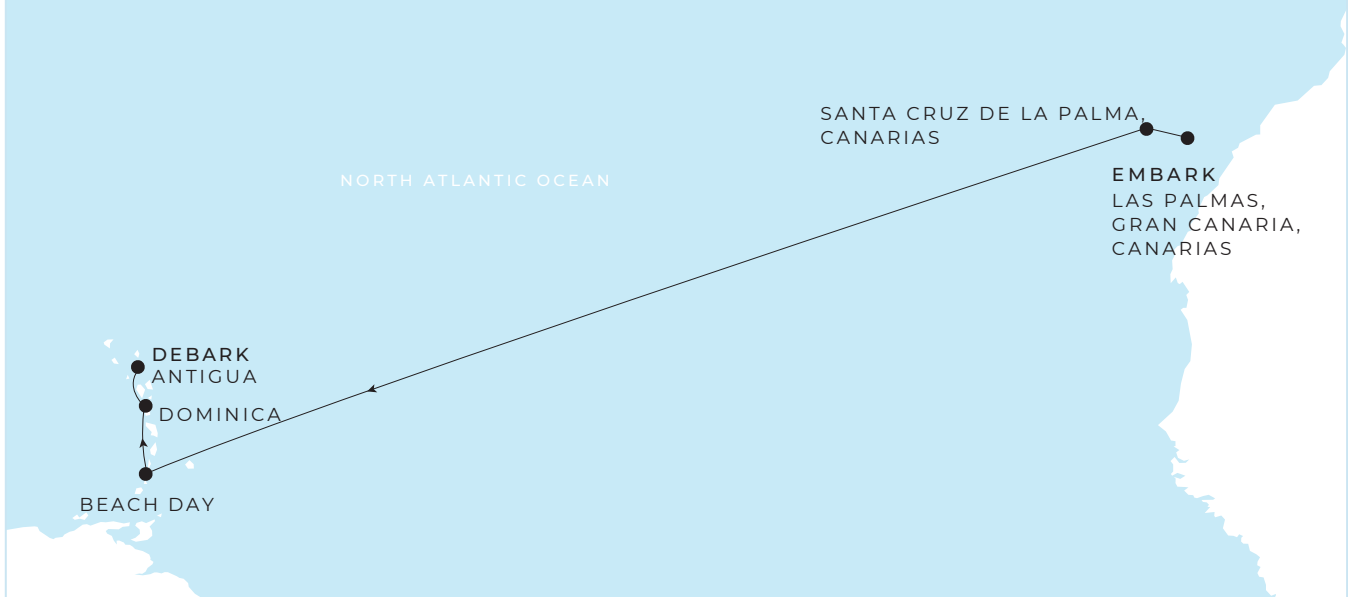 SANTA CRUZ DE LA PALMA,
CANARIAS
NORTH ATLANTIC OCEAN
EMBARK
LAS PALMAS,
GRAN CANARIA,
CANARIAS
DEBARK
ANTIGUA
DOMINICA
BEACH DAY